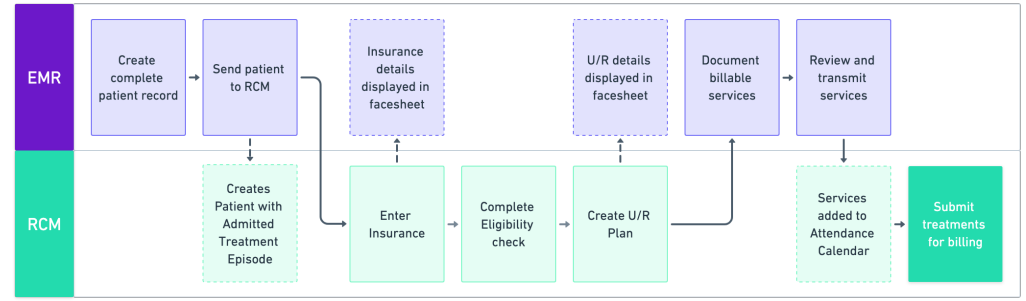 EMR
Create
complete
patient record
Send patient
to RCM
Insurance
details
displayed in
facesheet
U/R details
displayed in
facesheet
Document
billable
services
Review and
transmit
services
RCM
Creates
Patient with
Admitted
Treatment
Episode
Enter
Insurance
Complete
Eligibility
check
Create U/R
Plan
Services
added to
Attendance
Calendar
Submit
treatments
for billing